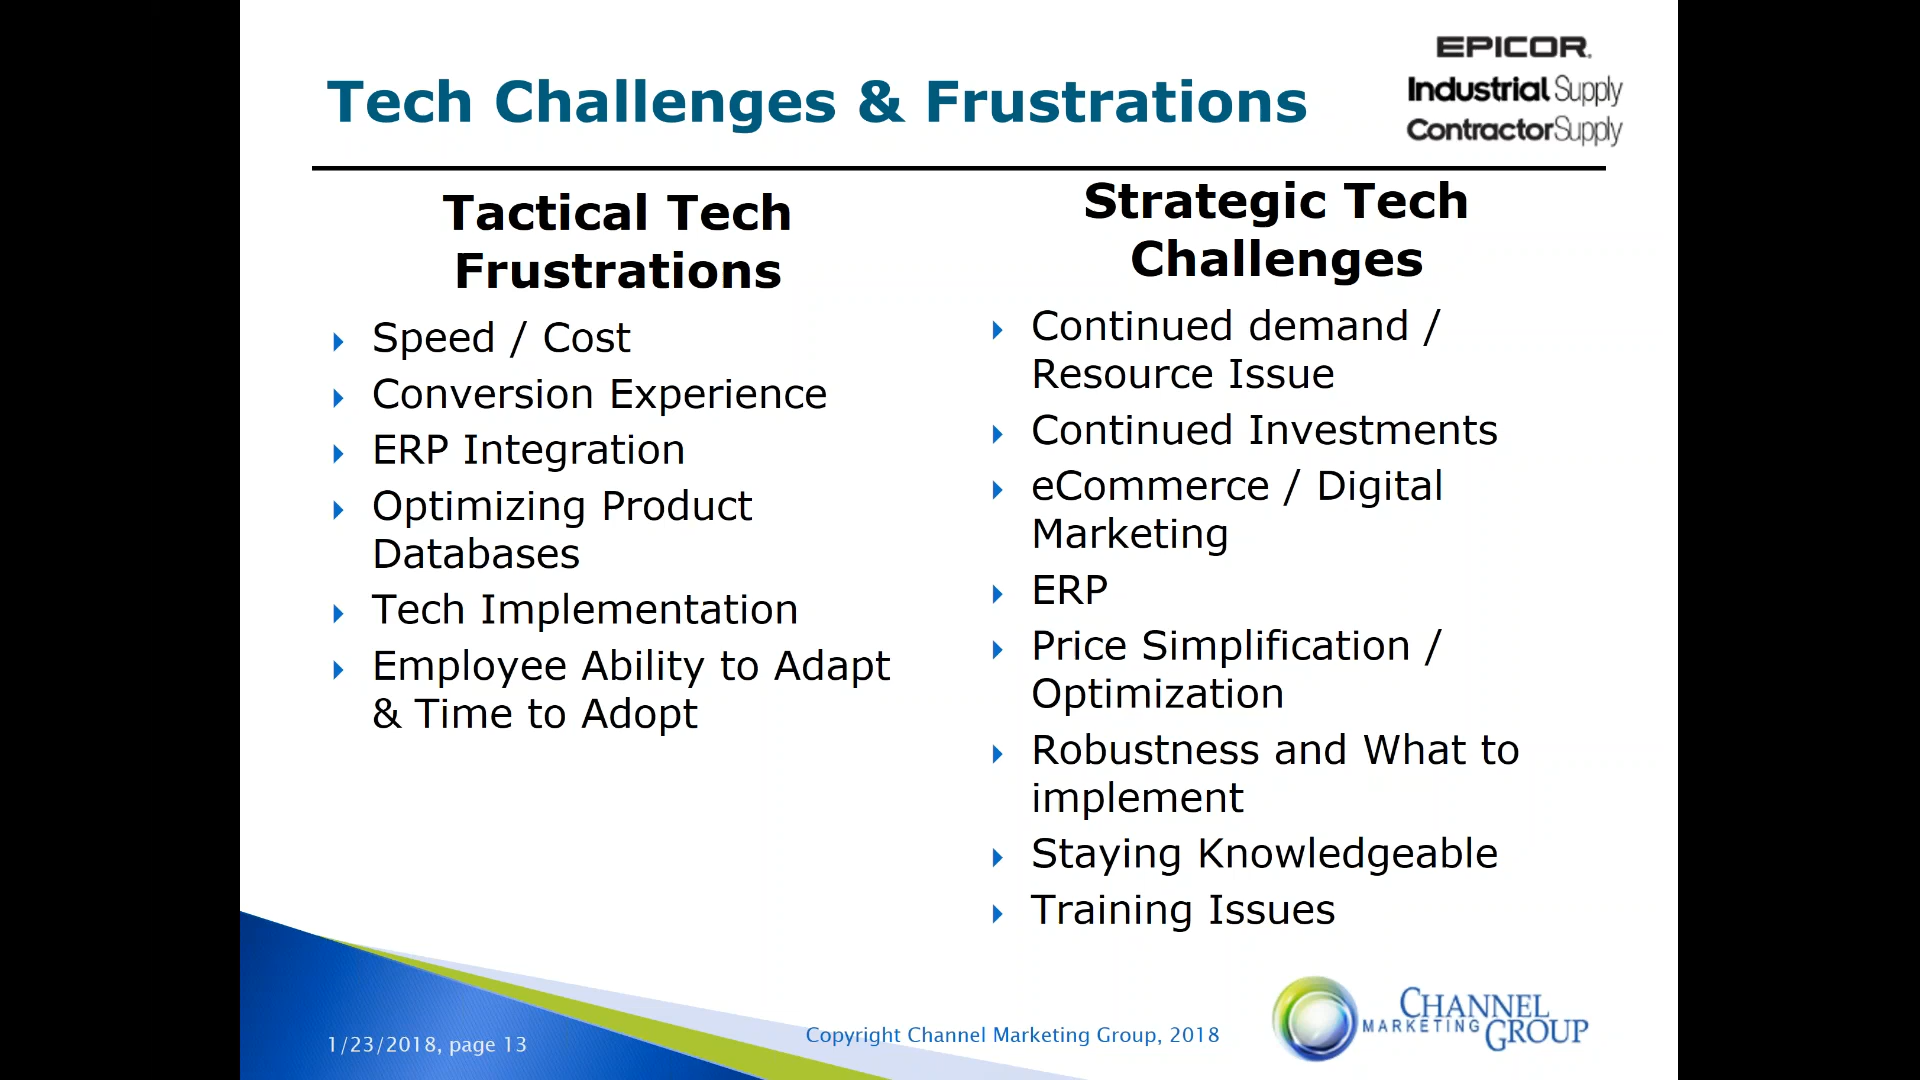 Tech Challenges & Frustrations
EPICOR
Industrial Supply
ContractorSupply
Tactical Tech
Frustrations
Speed / Cost
Conversion Experience
ERP Integration
Optimizing Product
Databases
Tech Implementation
Employee Ability to Adapt
& Time to Adopt
Strategic Tech
Challenges
Continued demand /
Resource Issue
Continued Investments
eCommerce / Digital
Marketing
ERP
Price Simplification /
Optimization
Robustness and What to
implement
Staying Knowledgeable
Training Issues
1/23/2018, page 13
Copyright Channel Marketing Group, 2018
CHANNEL
MARKETING GROUP